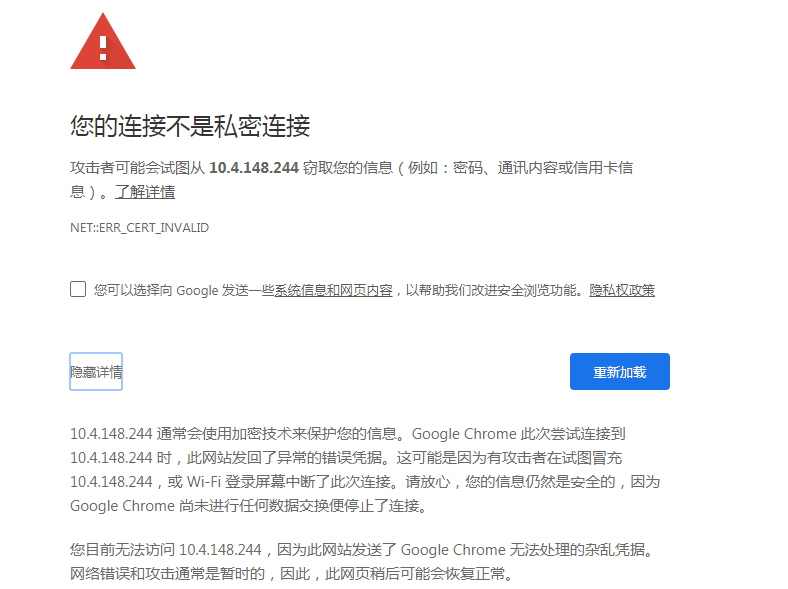 您的连接不是私密连接
攻击者可能会试图从 10.4.148.244 窃取您的信息（例如：密码、通讯内容或信用卡信
息）。了解详情
NET::ERR_CERT_INVALID
您可以选择向 Google 发送一些系统信息和网页内容，以帮助我们改进安全浏览功能。隐私权政策
隐藏详情
重新加载
10.4.148.244 通常会使用加密技术来保护您的信息。Google Chrome 此次尝试连接到
10.4.148.244 时，此网站发回了异常的错误凭据。这可能是因为有攻击者在试图冒充
10.4.148.244，或 Wi-Fi 登录屏幕中断了此次连接。请放心，您的信息仍然是安全的，因为
Google Chrome 尚未进行任何数据交换便停止了连接。
您目前无法访问 10.4.148.244，因为此网站发送了 Google Chrome 无法处理的杂乱凭据。
网络错误和攻击通常是暂时的，因此，此网页稍后可能会恢复正常。